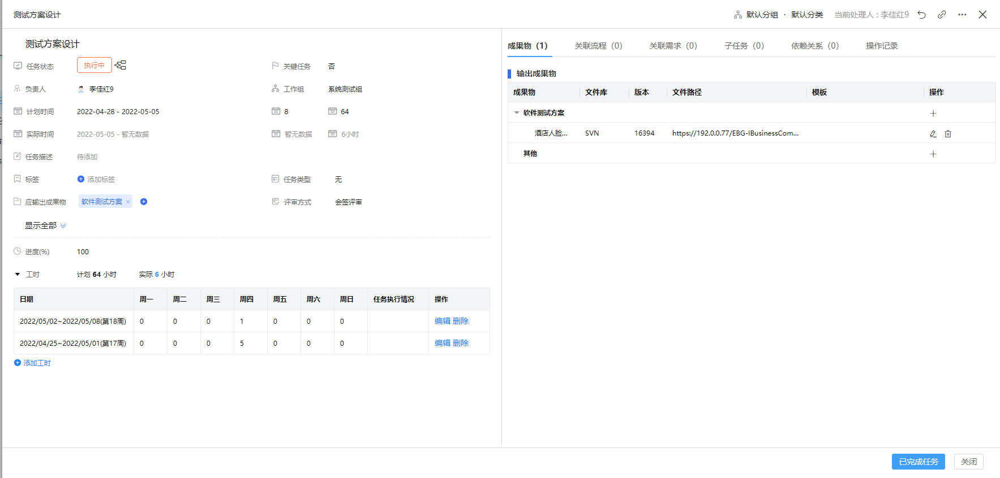 测试方案设计
默认分组 · 默认分类 当前处理人 : 李佳红9
测试方案设计
任务状态 执行中 关键任务 否
负责人 李佳红9 工作组 系统测试组
计划时间 2022-04-28 - 2022-05-05 8 64
实际时间 2022-05-05 - 暂无数据 暂无数据 6小时
任务描述 待添加
标签 添加标签 任务类型 无
应输出成果物 软件测试方案 × 评审方式 会签评审
显示全部
进度(%) 100
工时 计划 64 小时 实际 6 小时
日期 周一 周二 周三 周四 周五 周六 周日 任务执行情况 操作
2022/05/02~2022/05/08(第18周) 0 0 0 1 0 0 0 编辑 删除
2022/04/25~2022/05/01(第17周) 0 0 0 5 0 0 0 编辑 删除
添加工时
成果物 (1) 关联流程 (0) 关联需求 (0) 子任务 (0) 依赖关系 (0) 操作记录
输出成果物
成果物 文件库 版本 文件路径 模板 操作
软件测试方案
酒店人脸... SVN 16394 https://192.0.0.77/EBG-IBusinessCom...
其他
已完成任务 关闭